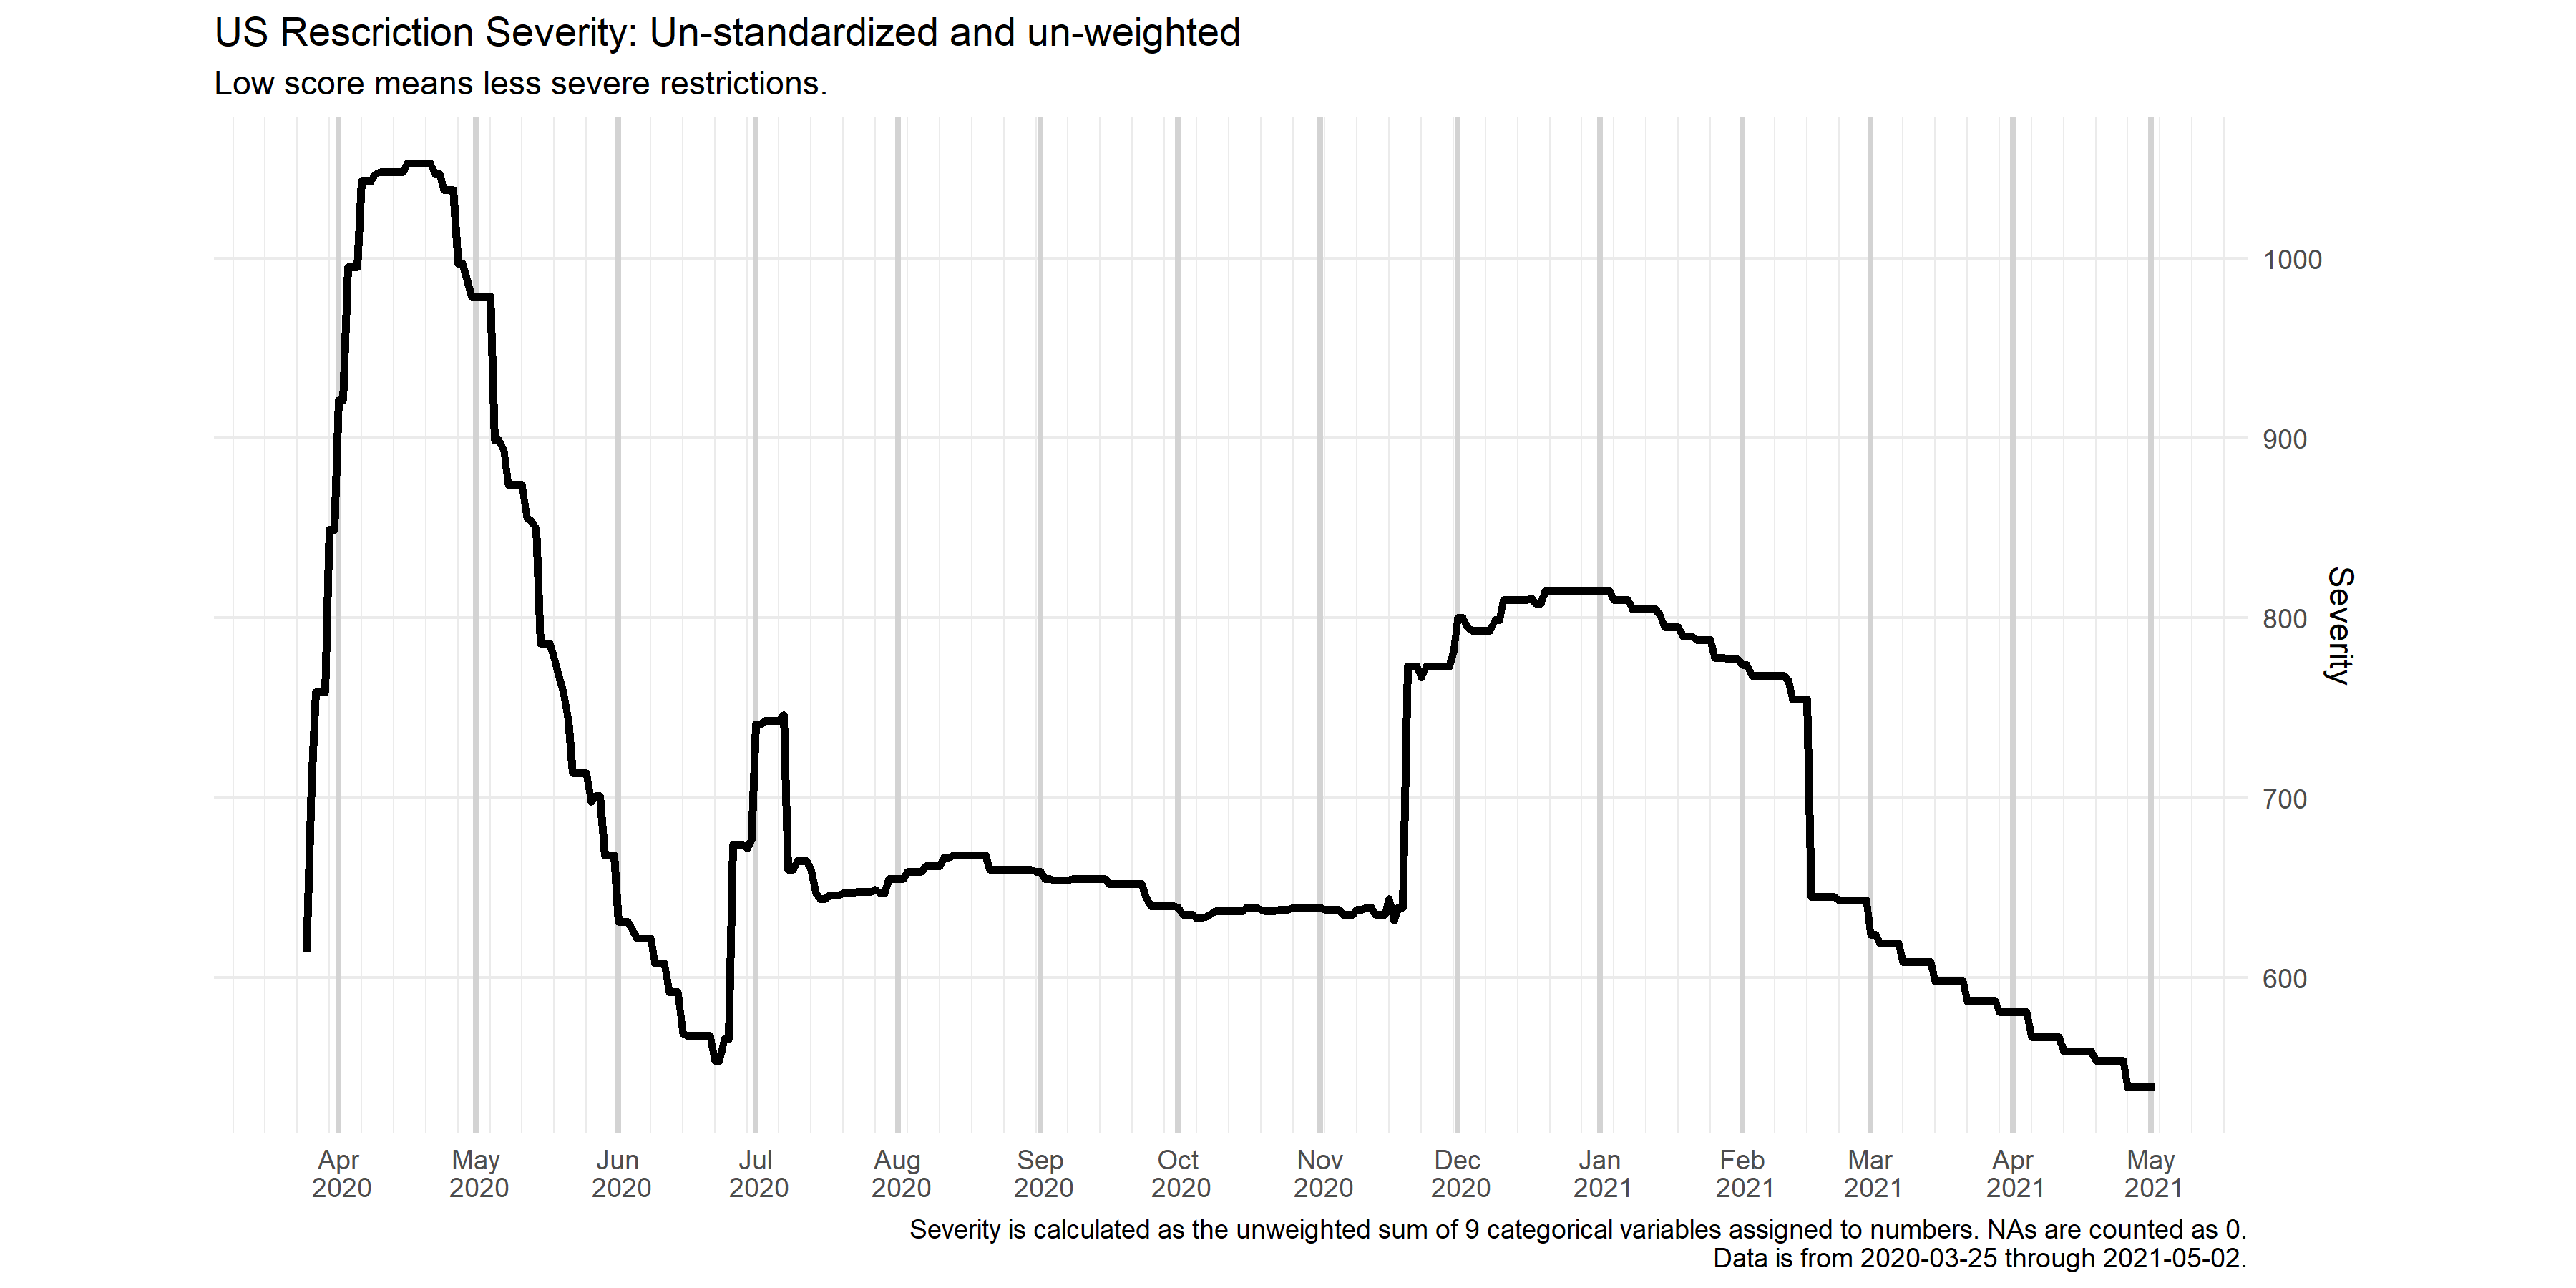 US Rescriction Severity: Un-standardized and un-weighted
Low score means less severe restrictions.
1000
900
800
700
600
Severity
Apr 2020
May 2020
Jun 2020
Jul 2020
Aug 2020
Sep 2020
Oct 2020
Nov 2020
Dec 2020
Jan 2021
Feb 2021
Mar 2021
Apr 2021
May 2021
Severity is calculated as the unweighted sum of 9 categorical variables assigned to numbers. NAs are counted as 0.
Data is from 2020-03-25 through 2021-05-02.